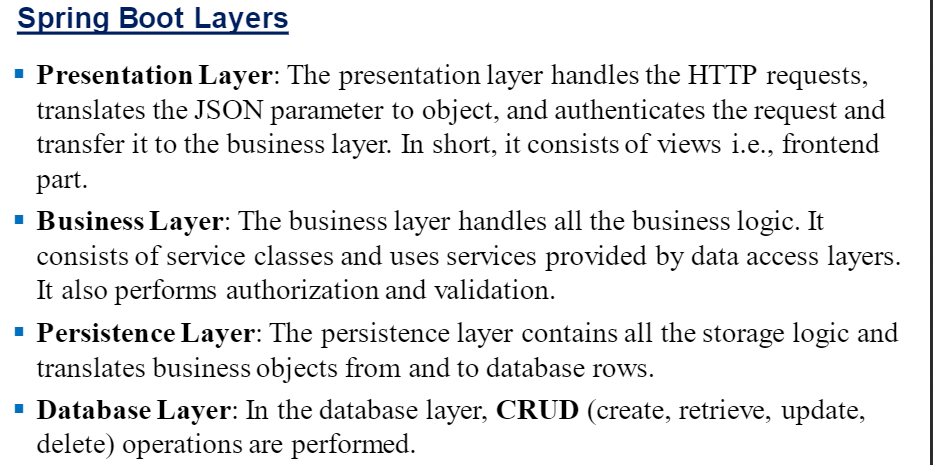 Spring Boot Layers
▪ Presentation Layer: The presentation layer handles the HTTP requests,
translates the JSON parameter to object, and authenticates the request and
transfer it to the business layer. In short, it consists of views i.e., frontend
part.
▪ Business Layer: The business layer handles all the business logic. It
consists of service classes and uses services provided by data access layers.
It also performs authorization and validation.
▪ Persistence Layer: The persistence layer contains all the storage logic and
translates business objects from and to database rows.
▪ Database Layer: In the database layer, CRUD (create, retrieve, update,
delete) operations are performed.